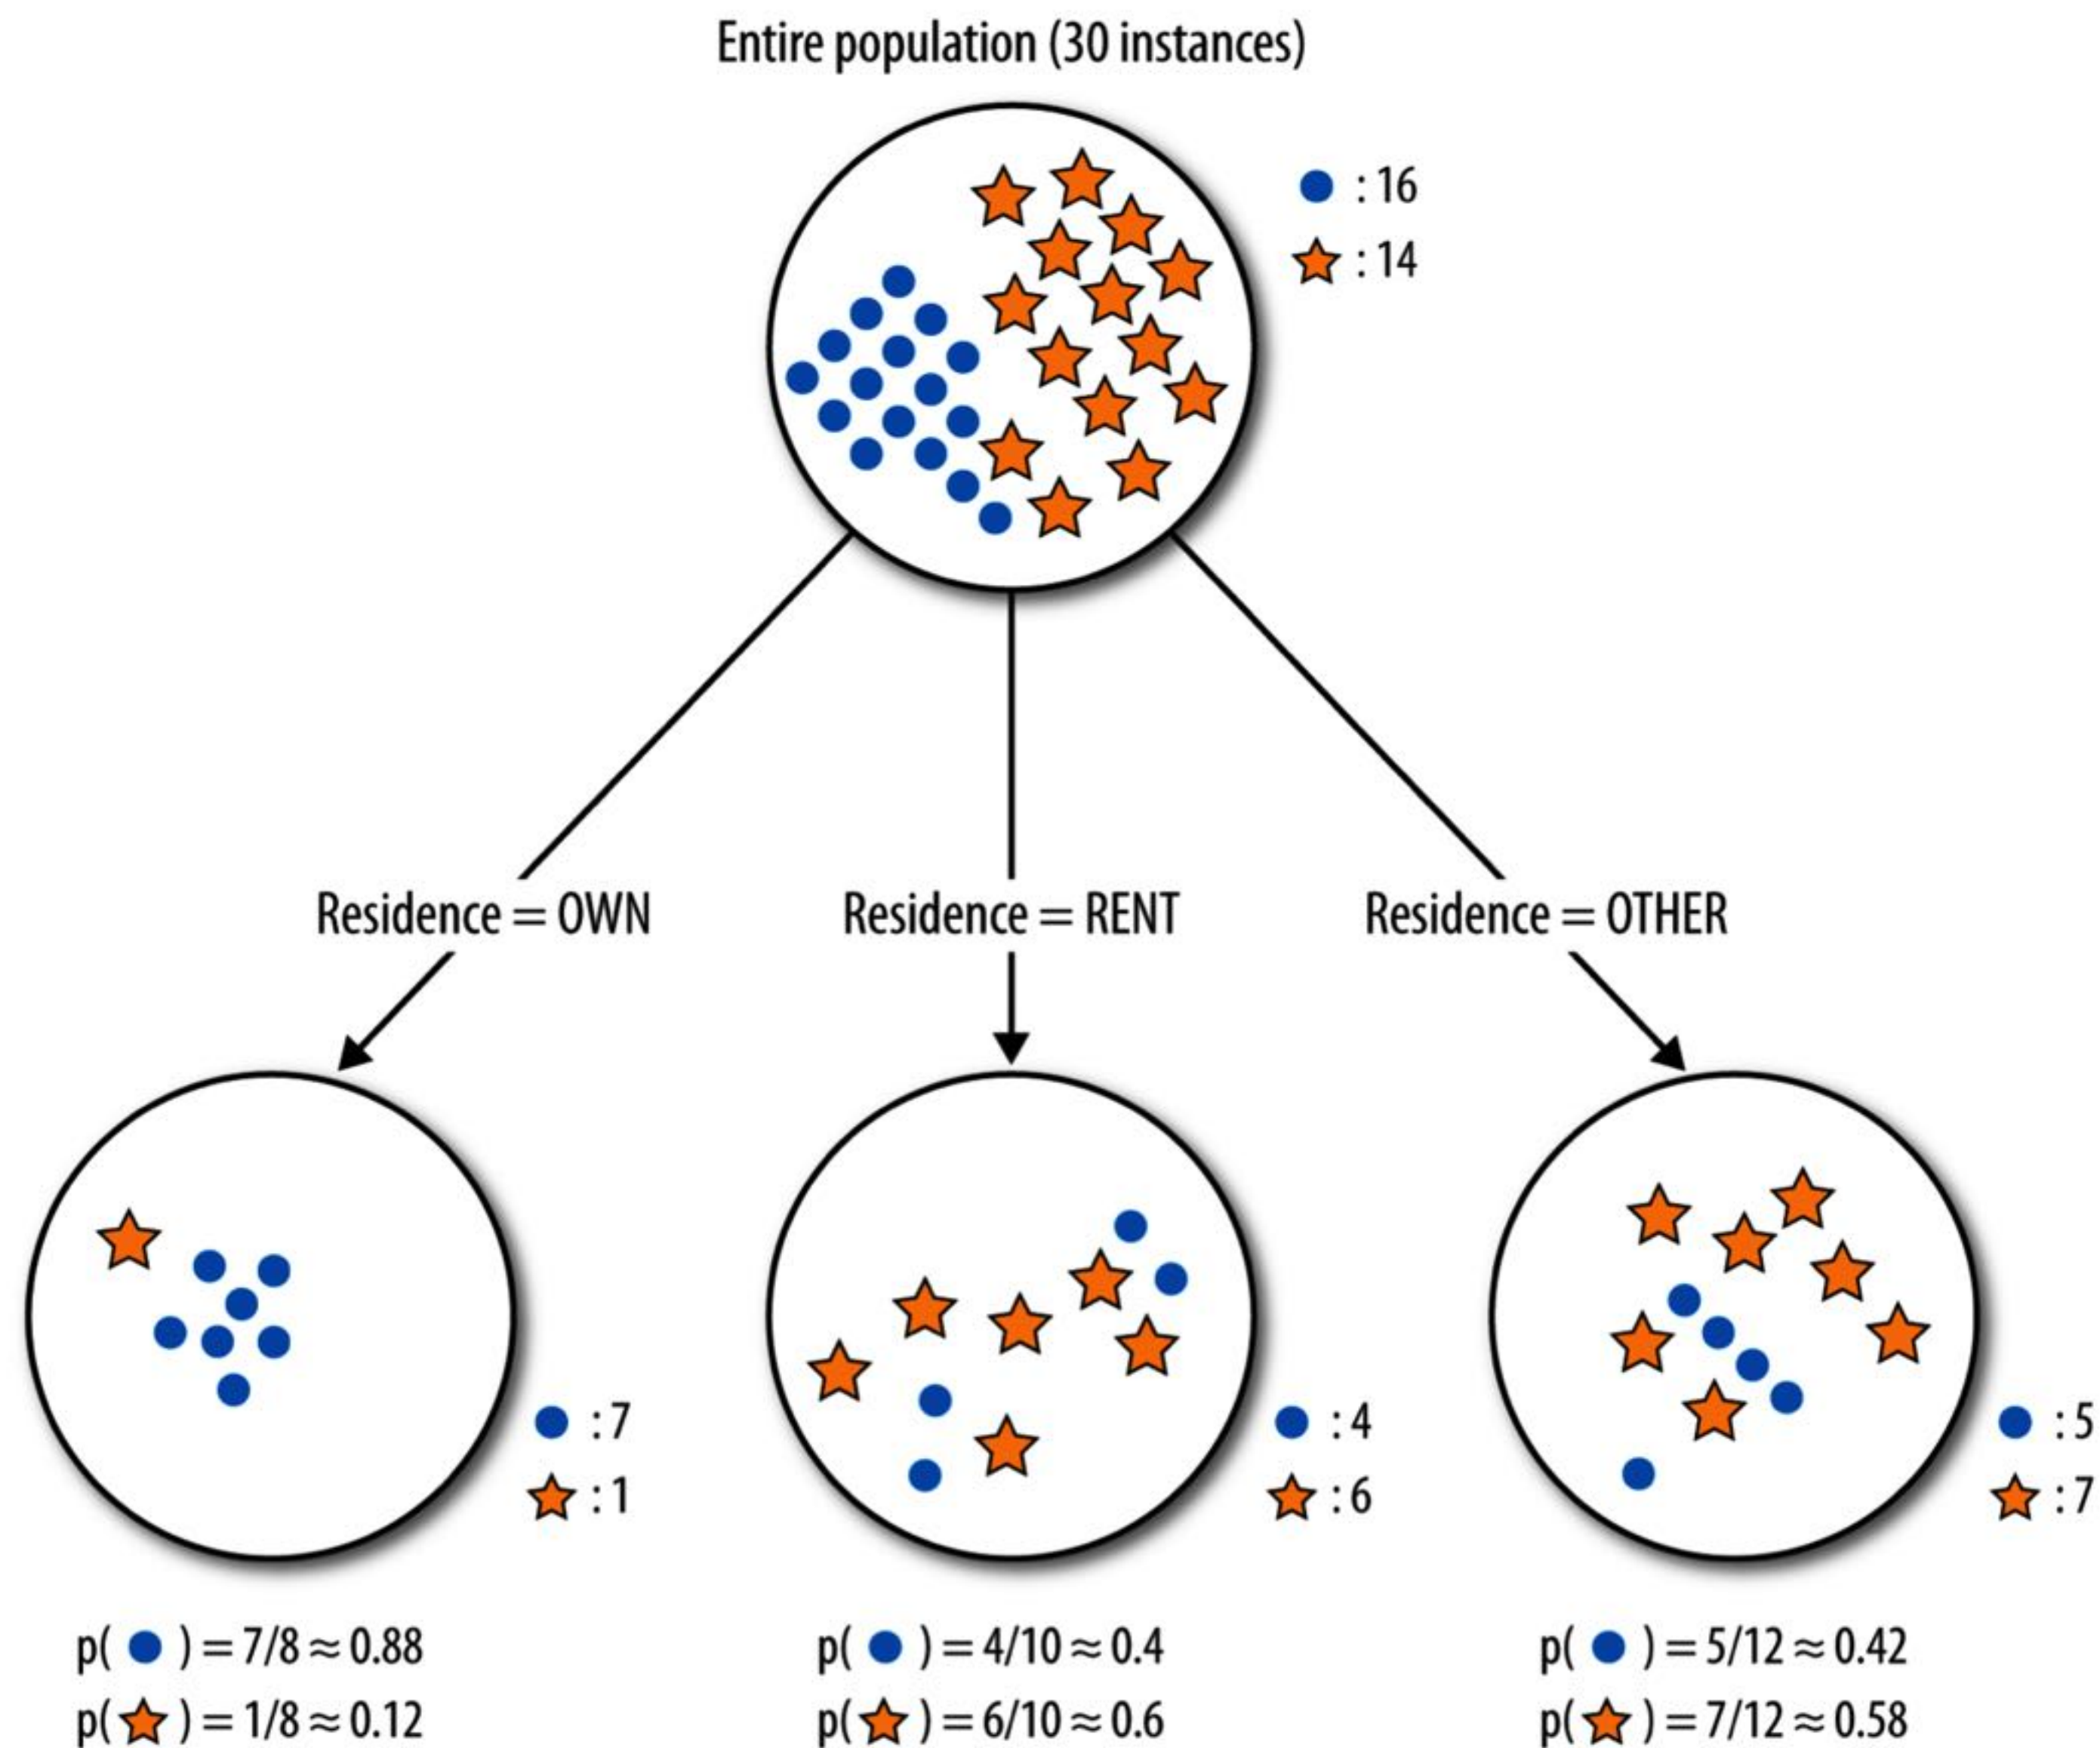 Entire population (30 instances)
: 16
: 14
Residence = OWN
Residence = RENT
Residence = OTHER
: 7
: 1
: 4
: 6
: 5
: 7
p( ) = 7/8 ≈ 0.88
p( ) = 1/8 ≈ 0.12
p( ) = 4/10 ≈ 0.4
p( ) = 6/10 ≈ 0.6
p( ) = 5/12 ≈ 0.42
p( ) = 7/12 ≈ 0.58